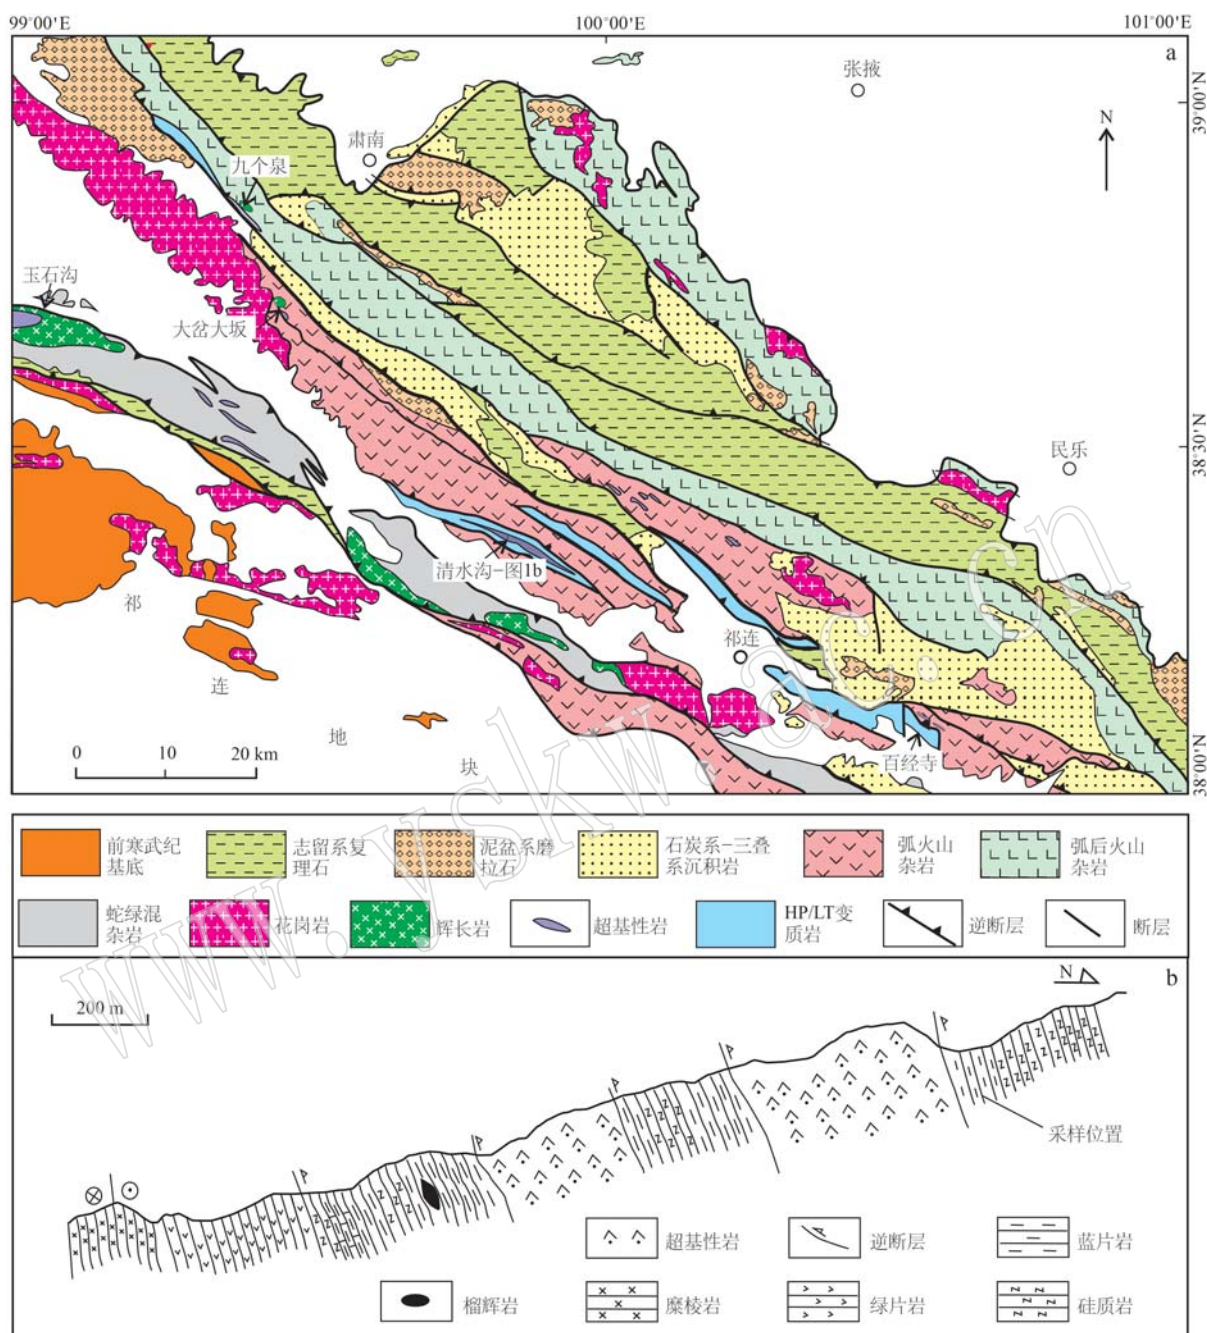 99°00'E 100°00'E 101°00'E
a
张掖
39°00'N
N
肃南
九个泉
玉石沟
大岔大坂
38°30'N
民乐
清水沟-图1b
祁
祁连
连
地
块
百经寺
0 10 20 km
38°00'N
前寒武纪
基底
志留系复
理石
泥盆系磨
拉石
石炭系-三叠
系沉积岩
弧火山
杂岩
弧后火山
杂岩
蛇绿混
杂岩
花岗岩
辉长岩
超基性岩
HP/LT变
质岩
逆断层
断层
b
N
200 m
采样位置
超基性岩
逆断层
蓝片岩
榴辉岩
糜棱岩
绿片岩
硅质岩
www.yskw.ac.cn